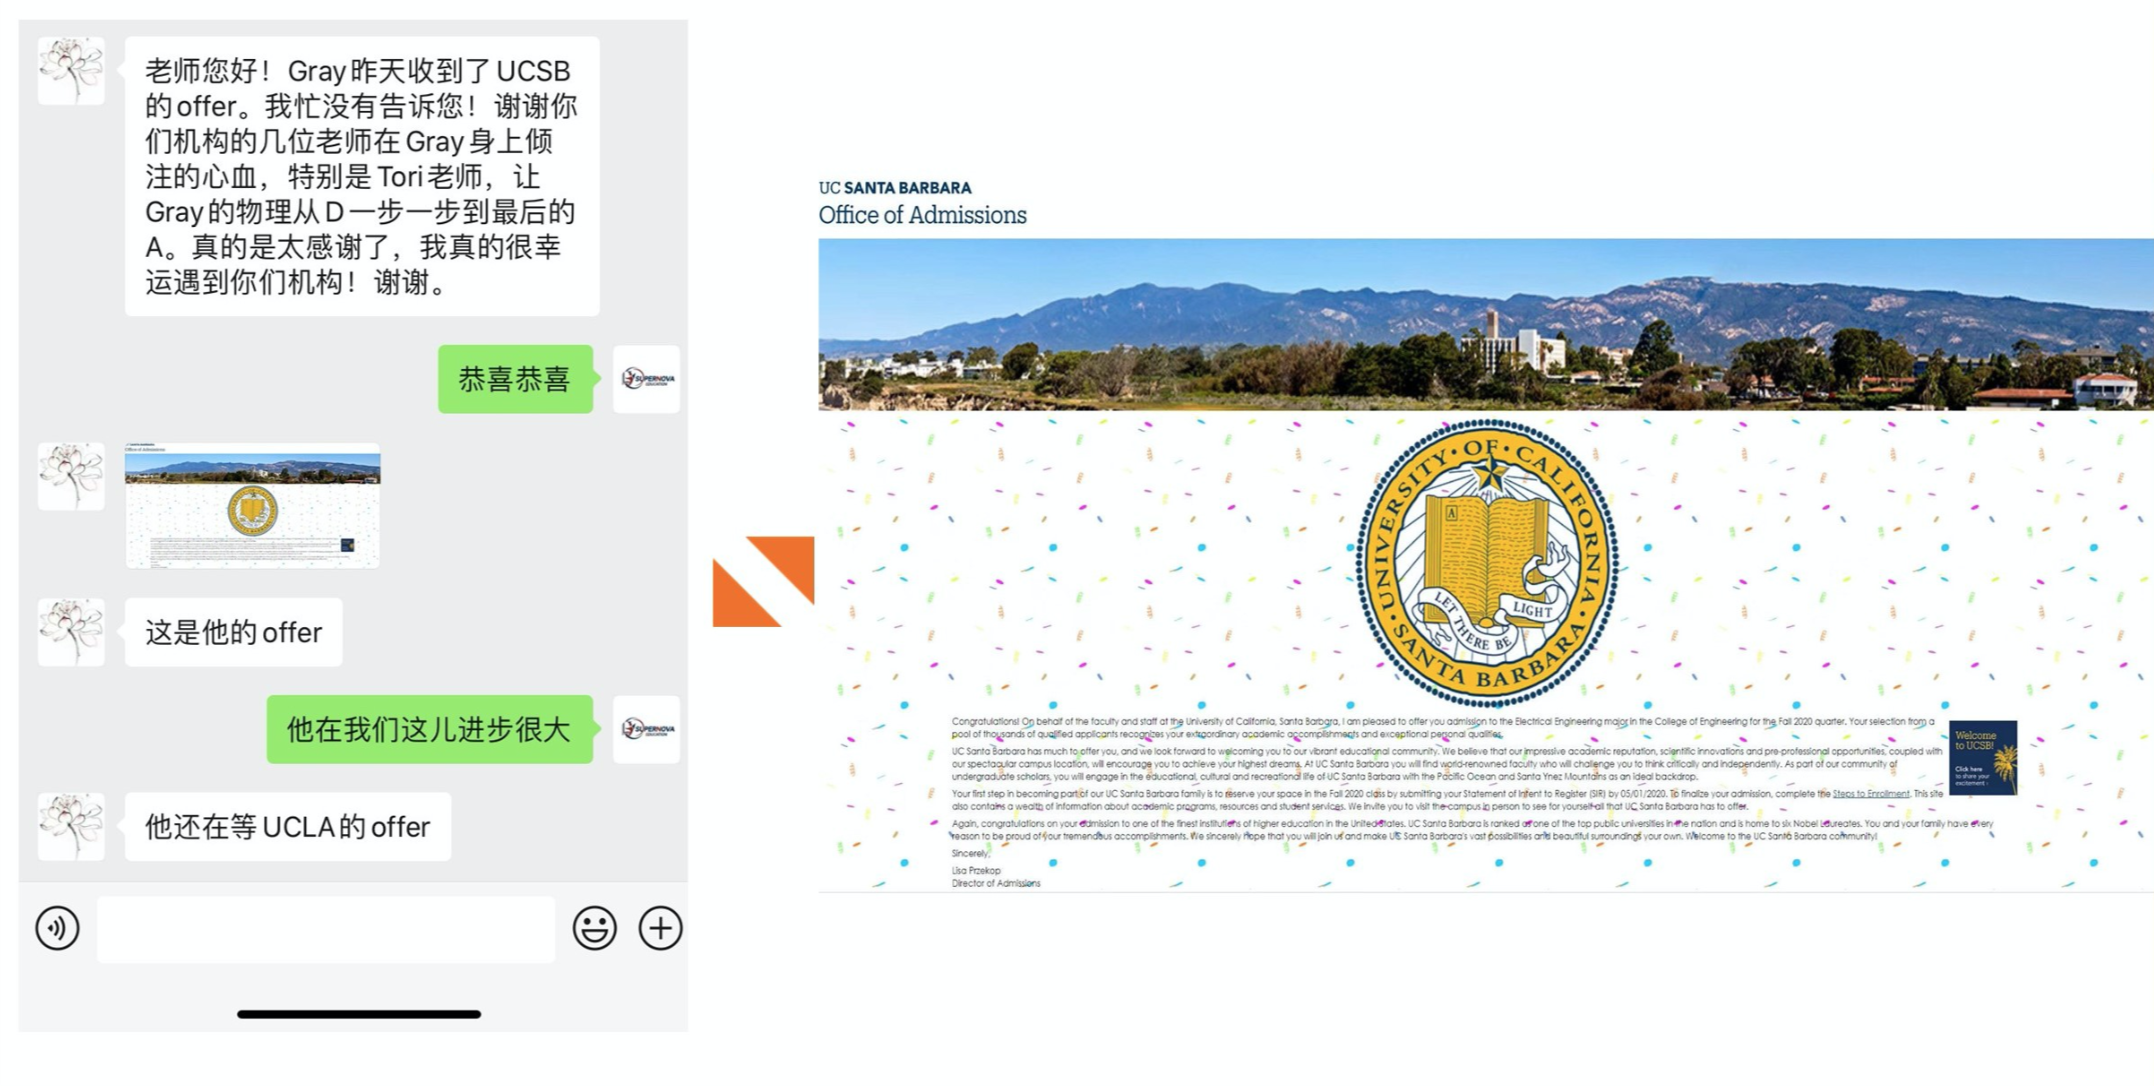 老师您好！Gray昨天收到了UCSB
的offer。我忙没有告诉您！谢谢你
们机构的几位老师在Gray身上倾
注的心血，特别是Tori老师，让
Gray的物理从D一步一步到最后的
A。真的是太感谢了，我真的很幸
运遇到你们机构！谢谢。
恭喜恭喜
SUPERNOVA
EDUCATION
这是他的offer
他在我们这儿进步很大
SUPERNOVA
EDUCATION
他还在等UCLA的offer
UC SANTA BARBARA
Office of Admissions
UNIVERSITY · OF · CALIFORNIA · SANTA BARBARA ·
A
LET THERE BE LIGHT
Congratulations! On behalf of the faculty and staff at the University of California, Santa Barbara, I am pleased to offer you admission to the Electrical Engineering major in the College of Engineering for the Fall 2020 quarter. Your selection from a
pool of thousands of qualified applicants recognizes your extraordinary academic accomplishments and exceptional personal qualities.
UC Santa Barbara has much to offer you, and we look forward to welcoming you to our vibrant educational community. We believe that our impressive academic reputation, scientific innovations and pre-professional opportunities, coupled with
our spectacular campus location, will encourage you to achieve your highest dreams. At UC Santa Barbara you will find world-renowned faculty who will challenge you to think critically and independently. As part of our community of
undergraduate scholars, you will engage in the educational, cultural and recreational life of UC Santa Barbara with the Pacific Ocean and Santa Ynez Mountains as an ideal backdrop.
Your first step in becoming part of our UC Santa Barbara family is to reserve your space in the Fall 2020 class by submitting your Statement of Intent to Register (SIR) by 05/01/2020. To finalize your admission, complete the Steps to Enrollment. This site
also contains a wealth of information about academic programs, resources and student services. We invite you to visit the campus in person to see for yourself all that UC Santa Barbara has to offer.
Again, congratulations on your admission to one of the finest institutions of higher education in the United States. UC Santa Barbara is ranked as one of the top public universities in the nation and is home to six Nobel Laureates. You and your family have every
reason to be proud of your tremendous accomplishments. We sincerely hope that you will join us and make UC Santa Barbara's vast possibilities and beautiful surroundings your own. Welcome to the UC Santa Barbara community!
Sincerely,
Lisa Przekop
Director of Admissions
Welcome
to UCSB!
Click here
to share your
excitement